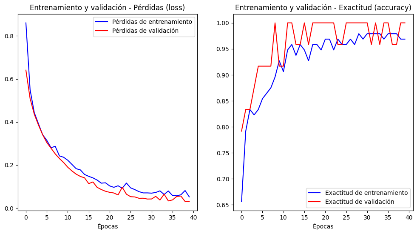 Entrenamiento y validación - Pérdidas (loss)
0.8
0.6
0.4
0.2
0.0
Pérdidas de entrenamiento
Pérdidas de validación
0 5 10 15 20 25 30 35 40
Épocas
Entrenamiento y validación - Exactitud (accuracy)
1.00
0.95
0.90
0.85
0.80
0.75
0.70
0.65
Exactitud de entrenamiento
Exactitud de validación
0 5 10 15 20 25 30 35 40
Épocas